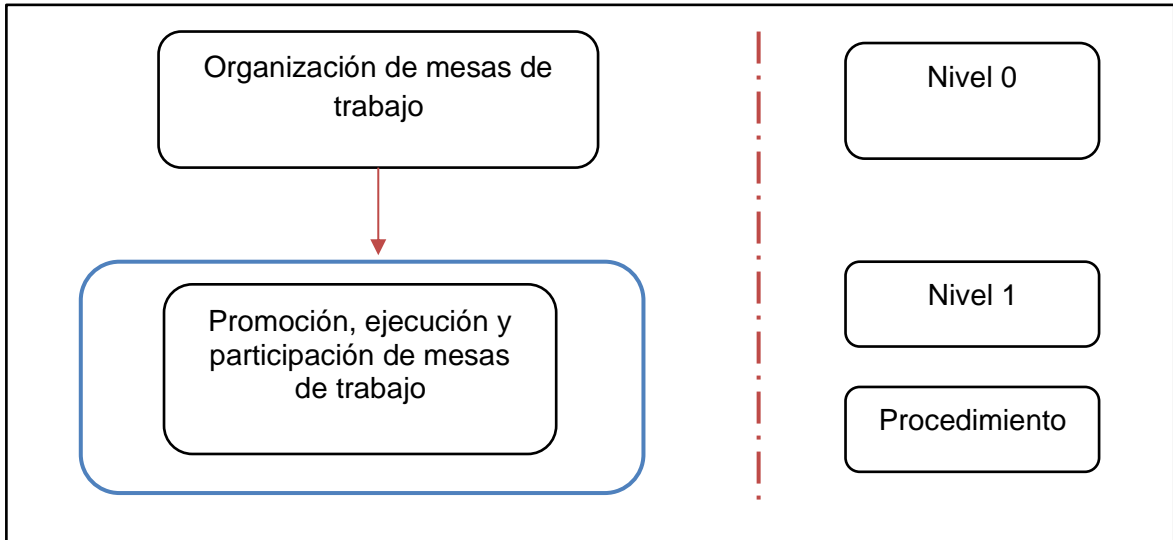 Organización de mesas de
trabajo
Nivel 0
Promoción, ejecución y
participación de mesas
de trabajo
Nivel 1
Procedimiento